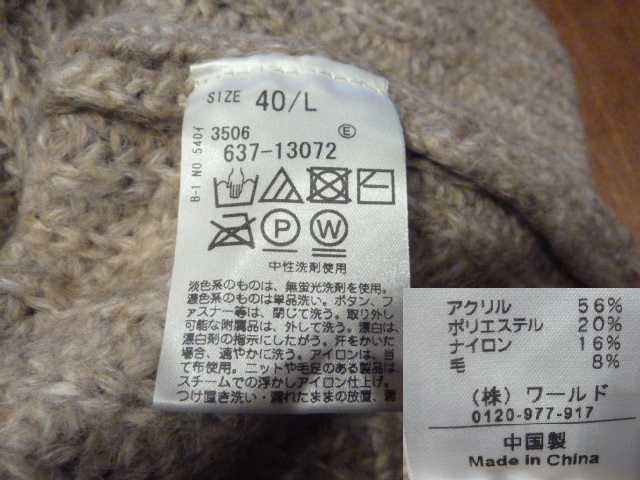 SIZE 40/L
3506 Ⓔ
637-13072
B-1 NO 5404
P
W
中性洗剤使用
淡色系のものは、無蛍光洗剤を使用。
濃色系のものは単品洗い。ボタン、フ
ァスナー等は、閉じて洗う。取り外し
可能な附属品は、外して洗う。漂白は、
漂白剤の指示にしたがう。汗をかいた
場合、速やかに洗う。アイロンは、当
て布使用。ニットや毛足のある製品は、
スチームでの浮かしアイロン仕上げ。
つけ置き洗い・濡れたままの放置、濃
アクリル 56%
ポリエステル 20%
ナイロン 16%
毛 8%
(株) ワールド
0120-977-917
中国製
Made in China